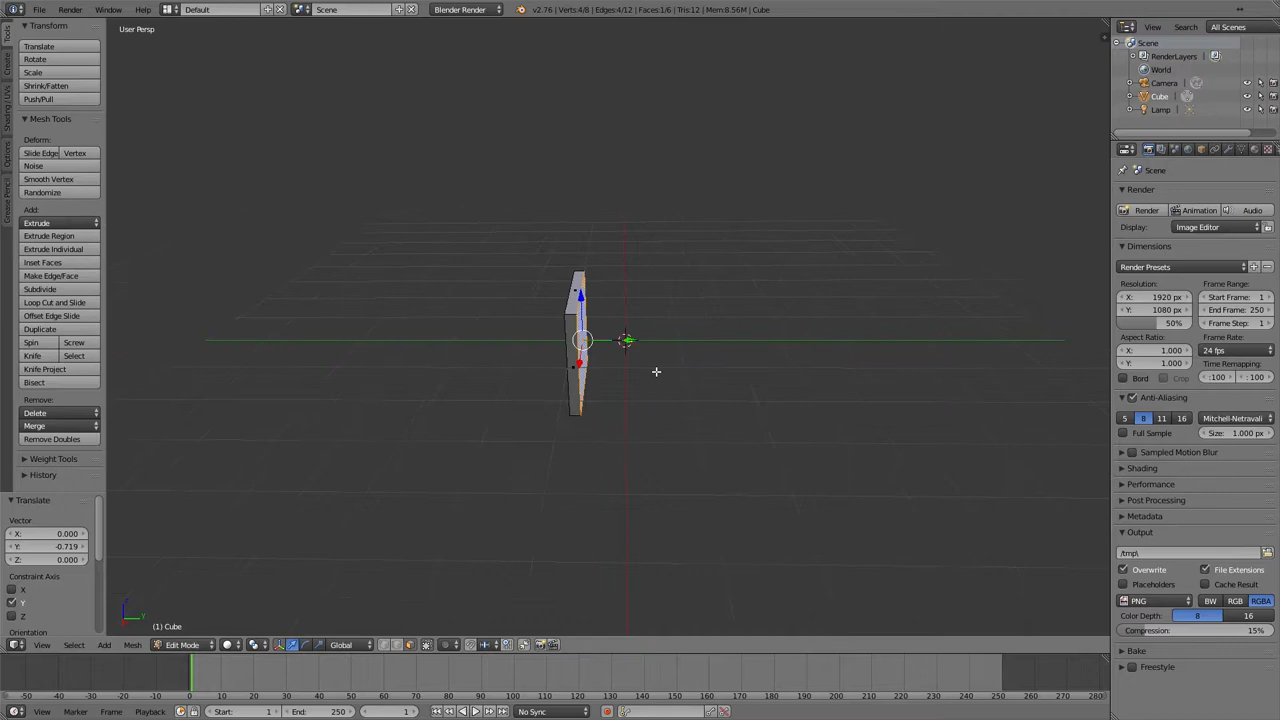 File Render Window Help Default Scene Blender Render v2.76 | Verts:4/8 | Edges:4/12 | Faces:1/6 | Tris:12 | Mem:8.56M | Cube
Tools
Create
Shading / UVs
Options
Grease Pencil
Transform
Translate
Rotate
Scale
Shrink/Fatten
Push/Pull
Mesh Tools
Deform:
Slide Edge Vertex
Noise
Smooth Vertex
Randomize
Add:
Extrude
Extrude Region
Extrude Individual
Inset Faces
Make Edge/Face
Subdivide
Loop Cut and Slide
Offset Edge Slide
Duplicate
Spin Screw
Knife Select
Knife Project
Bisect
Remove:
Delete
Merge
Remove Doubles
Weight Tools
History
Translate
Vector
X: 0.000
Y: -0.719
Z: 0.000
Constraint Axis
X
Y
Z
Orientation
User Persp
(1) Cube
View Select Add Mesh Edit Mode Global
View Search All Scenes
Scene
RenderLayers
World
Camera
Cube
Lamp
Scene
Render
Render Animation Audio
Display: Image Editor
Dimensions
Render Presets
Resolution: Frame Range:
X: 1920 px Start Frame: 1
Y: 1080 px End Frame: 250
50% Frame Step: 1
Aspect Ratio: Frame Rate:
X: 1.000 24 fps
Y: 1.000 Time Remapping:
Bord Crop :100 : 100
Anti-Aliasing
5 8 11 16 Mitchell-Netravali
Full Sample Size: 1.000 px
Sampled Motion Blur
Shading
Performance
Post Processing
Metadata
Output
/tmp\
Overwrite File Extensions
Placeholders Cache Result
PNG BW RGB RGBA
Color Depth: 8 16
Compression: 15%
Bake
Freestyle
-50 -40 -30 -20 -10 0 10 20 30 40 50 60 70 80 90 100 110 120 130 140 150 160 170 180 190 200 210 220 230 240 250 260 270 280
View Marker Frame Playback Start: 1 End: 250 1 No Sync